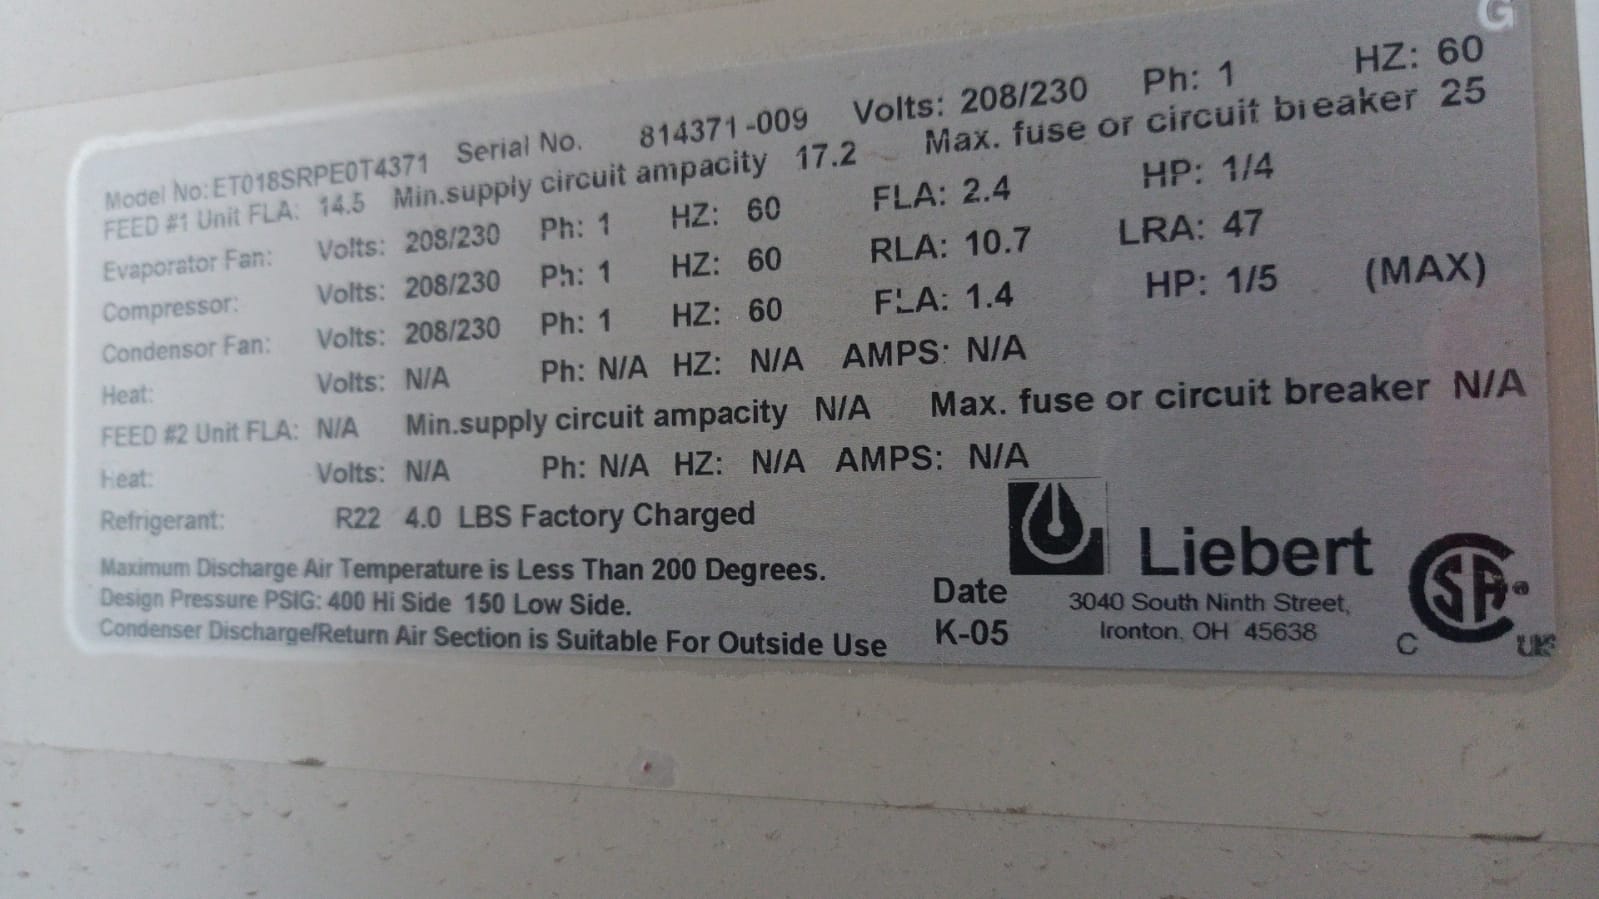 G
Model No: ET018SRPE0T4371 Serial No. 814371-009 Volts: 208/230 Ph: 1 HZ: 60
FEED #1 Unit FLA: 14.5 Min.supply circuit ampacity 17.2 Max. fuse or circuit breaker 25
Evaporator Fan: Volts: 208/230 Ph: 1 HZ: 60 FLA: 2.4 HP: 1/4
Compressor: Volts: 208/230 Ph: 1 HZ: 60 RLA: 10.7 LRA: 47
Condensor Fan: Volts: 208/230 Ph: 1 HZ: 60 FLA: 1.4 HP: 1/5 (MAX)
Heat: Volts: N/A Ph: N/A HZ: N/A AMPS: N/A
FEED #2 Unit FLA: N/A Min.supply circuit ampacity N/A Max. fuse or circuit breaker N/A
Heat: Volts: N/A Ph: N/A HZ: N/A AMPS: N/A
Refrigerant: R22 4.0 LBS Factory Charged
Maximum Discharge Air Temperature is Less Than 200 Degrees.
Design Pressure PSIG: 400 Hi Side 150 Low Side.
Condenser Discharge/Return Air Section is Suitable For Outside Use
Date
K-05
Liebert
3040 South Ninth Street,
Ironton, OH 45638
SA
C US